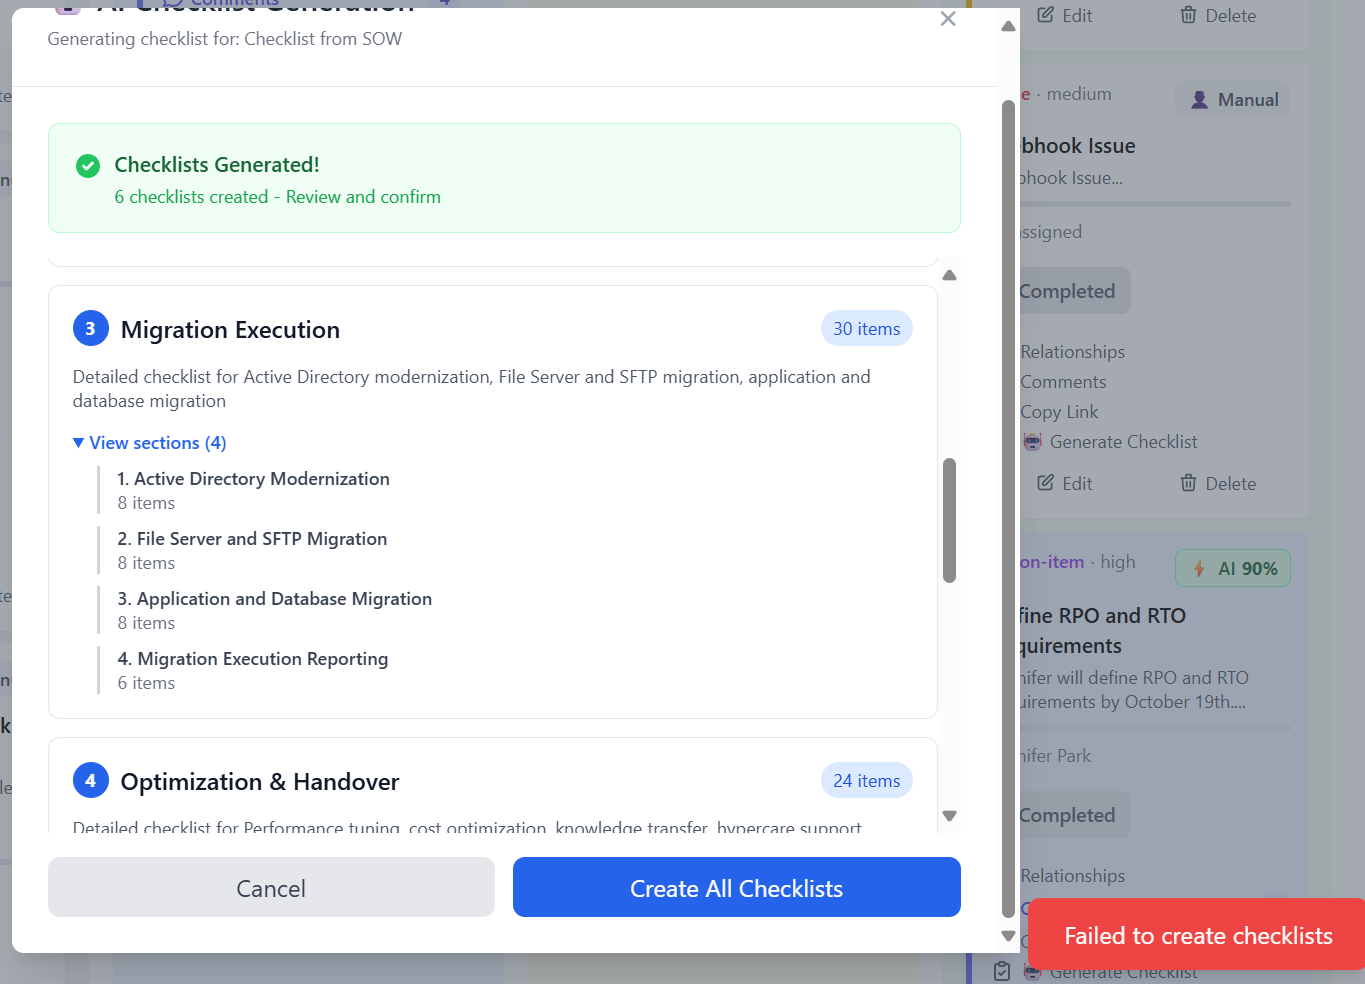 AI Checklist Generation
Generating checklist for: Checklist from SOW
Checklists Generated!
6 checklists created - Review and confirm
3
Migration Execution
30 items
Detailed checklist for Active Directory modernization, File Server and SFTP migration, application and
database migration
▼ View sections (4)
1. Active Directory Modernization
8 items
2. File Server and SFTP Migration
8 items
3. Application and Database Migration
8 items
4. Migration Execution Reporting
6 items
4
Optimization & Handover
24 items
Detailed checklist for Performance tuning, cost optimization, knowledge transfer, hypercare support,
Cancel
Create All Checklists
Comments
4
Edit
Delete
e · medium
Manual
bhook Issue
bhook Issue...
ssigned
Completed
Relationships
Comments
Copy Link
Generate Checklist
Edit
Delete
on-item · high
AI 90%
fine RPO and RTO
quirements
nifer will define RPO and RTO
uirements by October 19th....
nifer Park
Completed
Relationships
Failed to create checklists
Generate Checklist